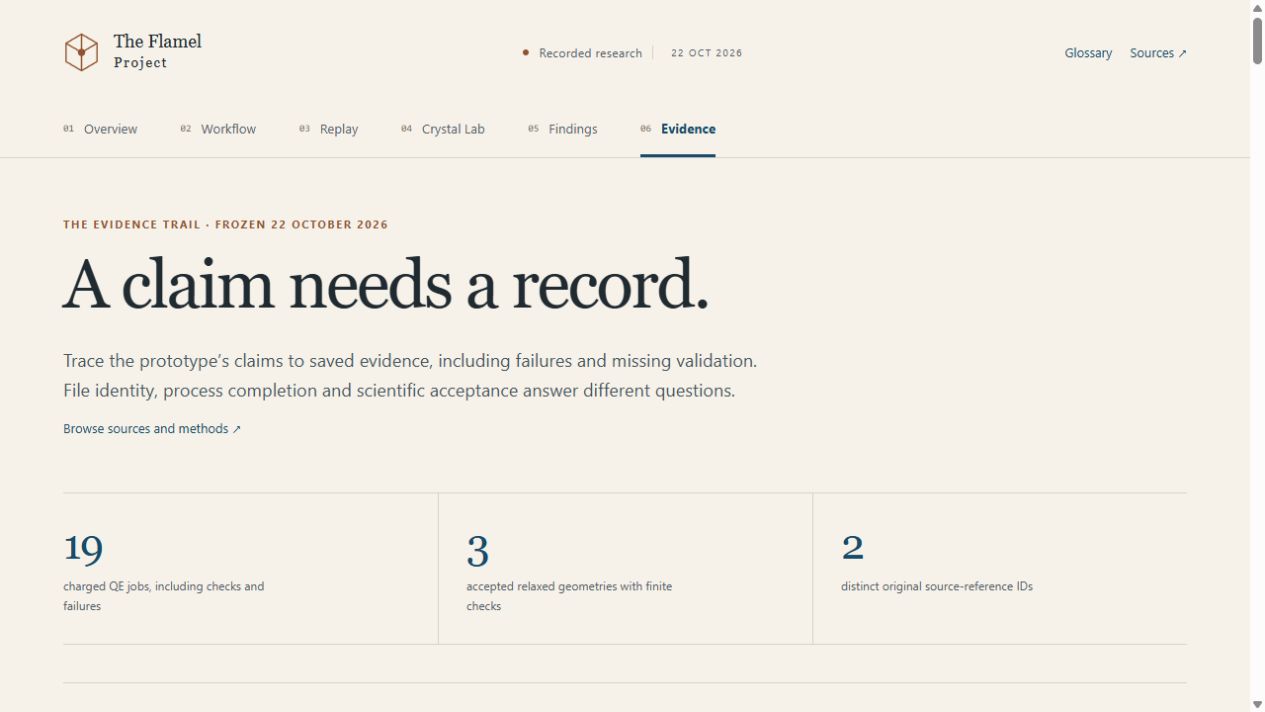 The Flamel
Project
Recorded research
22 OCT 2026
Glossary
Sources ↗
01 Overview
02 Workflow
03 Replay
04 Crystal Lab
05 Findings
06 Evidence
THE EVIDENCE TRAIL · FROZEN 22 OCTOBER 2026
A claim needs a record.
Trace the prototype’s claims to saved evidence, including failures and missing validation.
File identity, process completion and scientific acceptance answer different questions.
Browse sources and methods ↗
19
charged QE jobs, including checks and
failures
3
accepted relaxed geometries with finite
checks
2
distinct original source-reference IDs